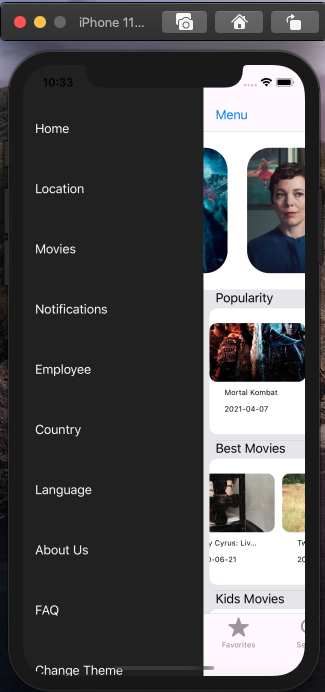 iPhone 11...
10:33
Menu
Home
Location
Movies
Notifications
Employee
Country
Language
About Us
FAQ
Change Theme
Popularity
Mortal Kombat
2021-04-07
Best Movies
y Cyrus: Liv...
Tw
0-06-21
20
Kids Movies
Favorites
Se